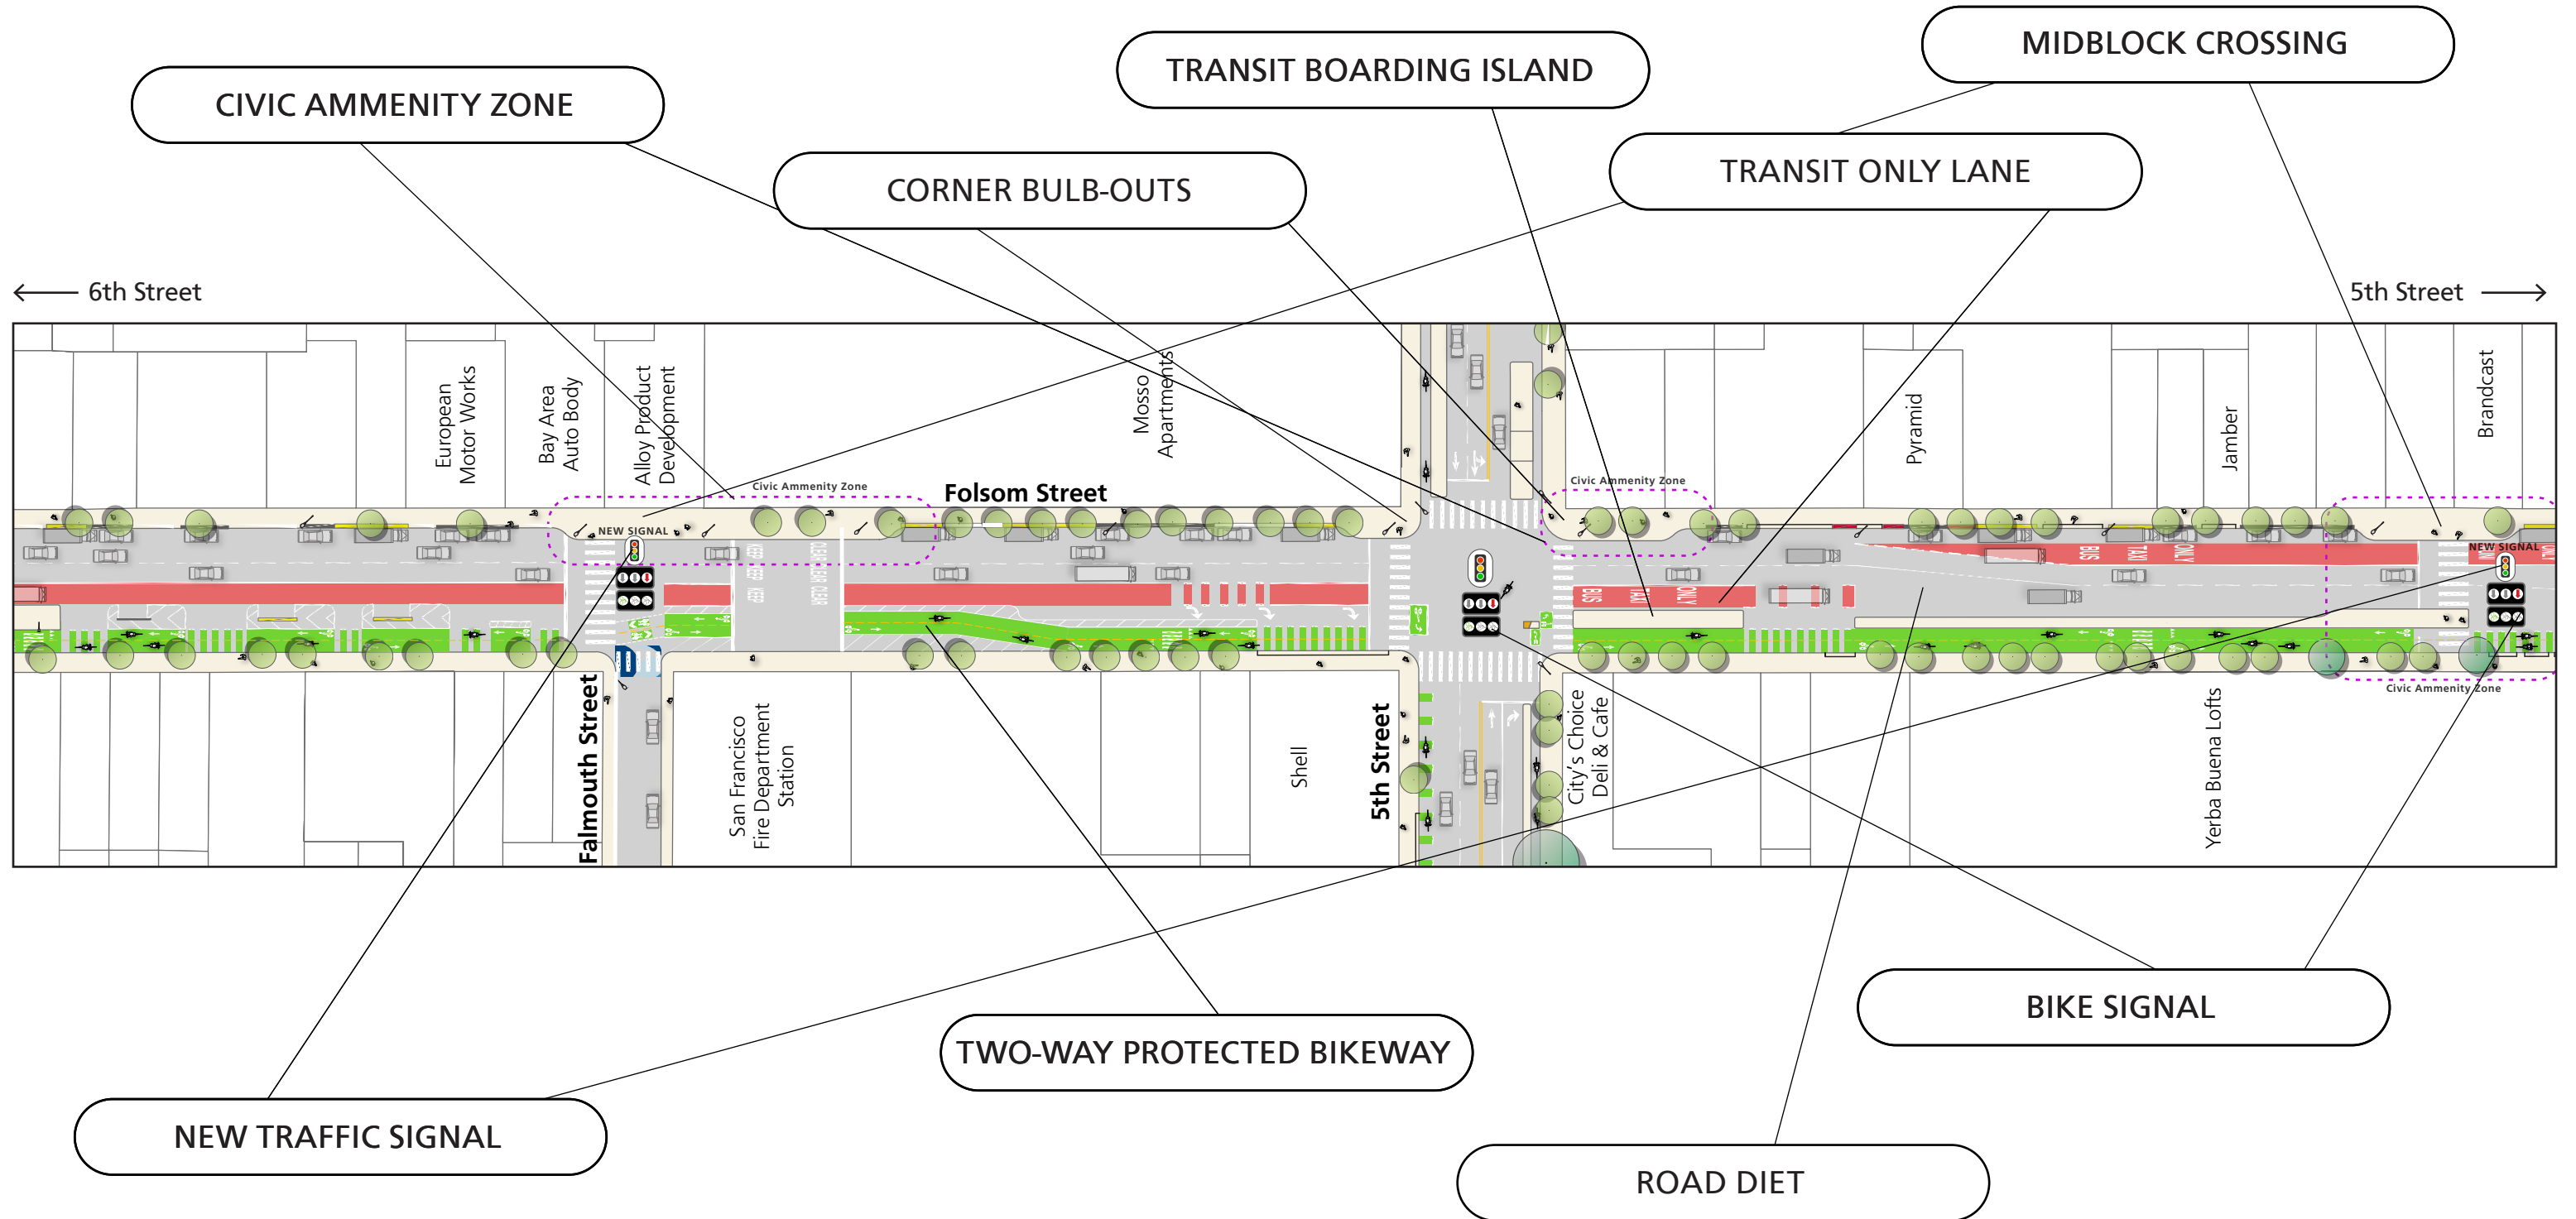 MIDBLOCK CROSSING
TRANSIT BOARDING ISLAND
CIVIC AMMENITY ZONE
TRANSIT ONLY LANE
CORNER BULB-OUTS
6th Street
5th Street
European
Motor Works
Bay Area
Auto Body
Alloy Product
Development
Mosso
Apartments
Pyramid
Jamber
Brandcast
Civic Ammenity Zone
Folsom Street
Civic Ammenity Zone
NEW SIGNAL
NEW SIGNAL
KEEP
KEEP
CLEAR
CLEAR
CLEAR
BUS
TAXI
ONLY
BUS
TAXI
ONLY
Civic Ammenity Zone
Falmouth Street
San Francisco
Fire Department
Station
Shell
5th Street
City's Choice
Deli & Cafe
Yerba Buena Lofts
BIKE SIGNAL
TWO-WAY PROTECTED BIKEWAY
NEW TRAFFIC SIGNAL
ROAD DIET